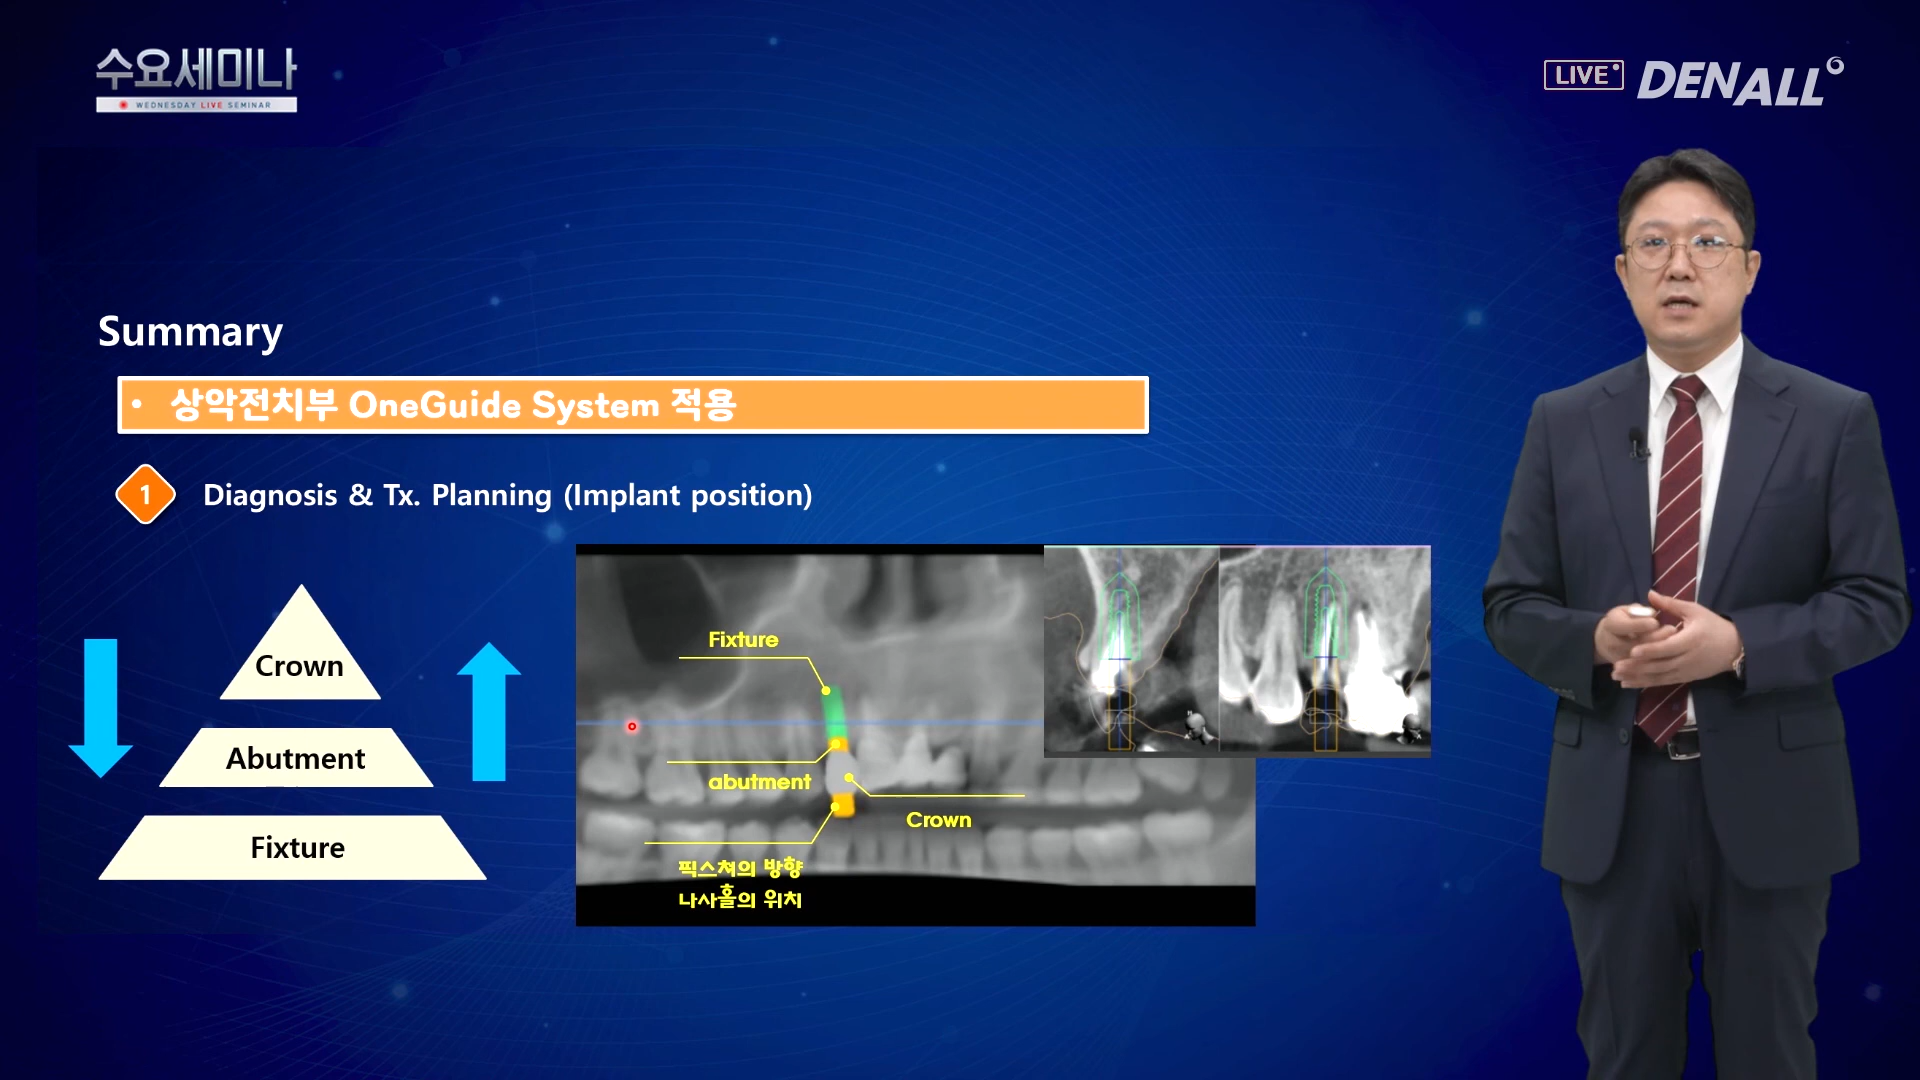 수요세미나
WEDNESDAY LIVE SEMINAR
LIVE
DENALL
Summary
• 상악전치부 OneGuide System 적용
1 Diagnosis & Tx. Planning (Implant position)
Crown
Abutment
Fixture
Fixture
abutment
Crown
픽스쳐의 방향
나사홀의 위치